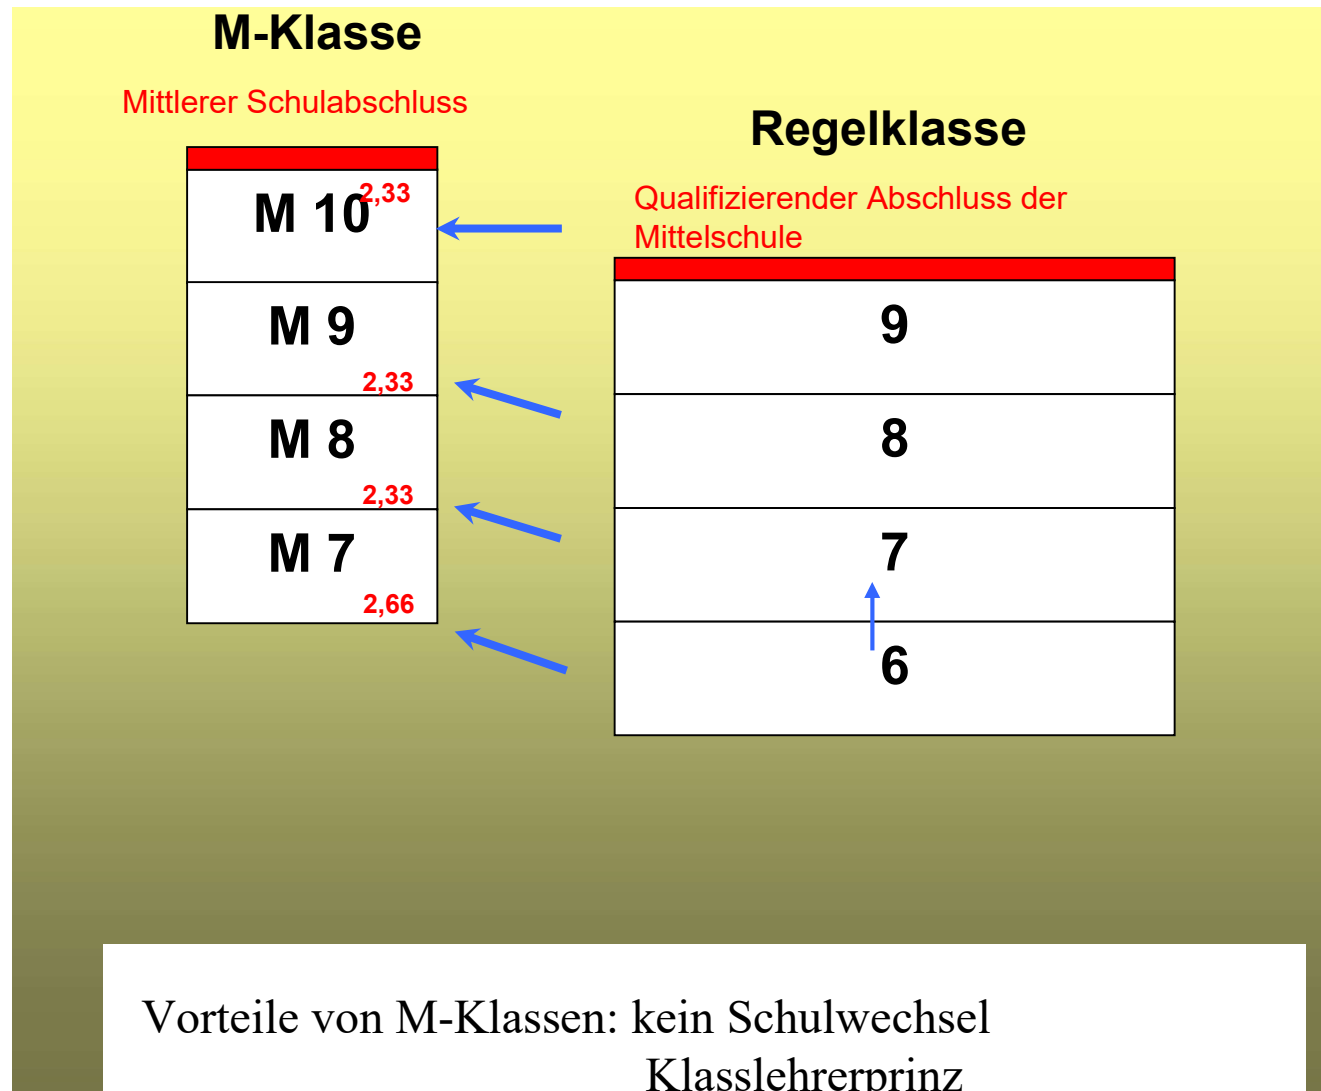 M-Klasse
Mittlerer Schulabschluss
M 10 2,33
M 9
2,33
M 8
2,33
M 7
2,66
Regelklasse
Qualifizierender Abschluss der
Mittelschule
9
8
7
6
Vorteile von M-Klassen: kein Schulwechsel
Klasslehrerprinz